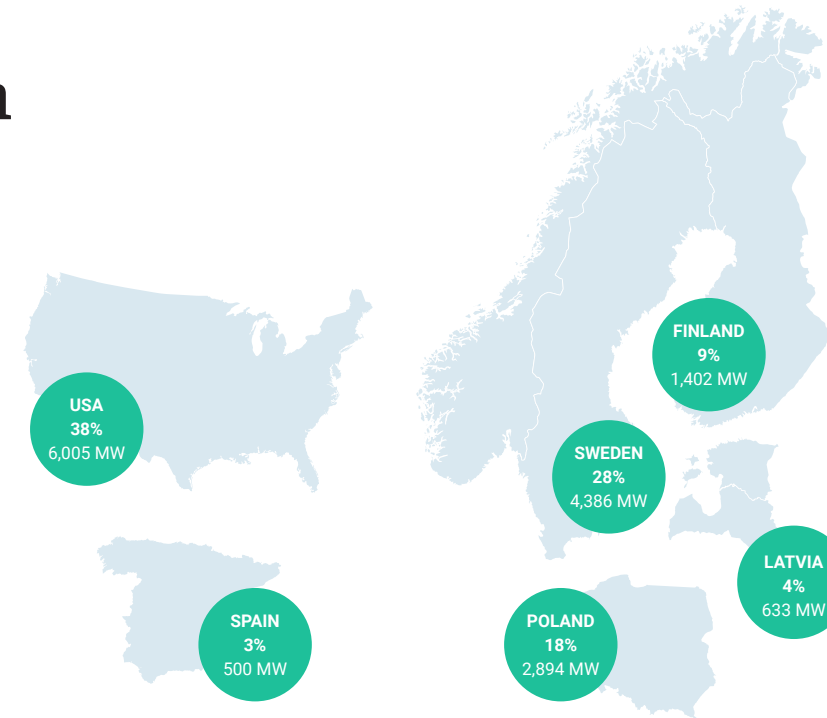 FINLAND
9%
1,402 MW
USA
38%
6,005 MW
SWEDEN
28%
4,386 MW
LATVIA
4%
633 MW
SPAIN
3%
500 MW
POLAND
18%
2,894 MW